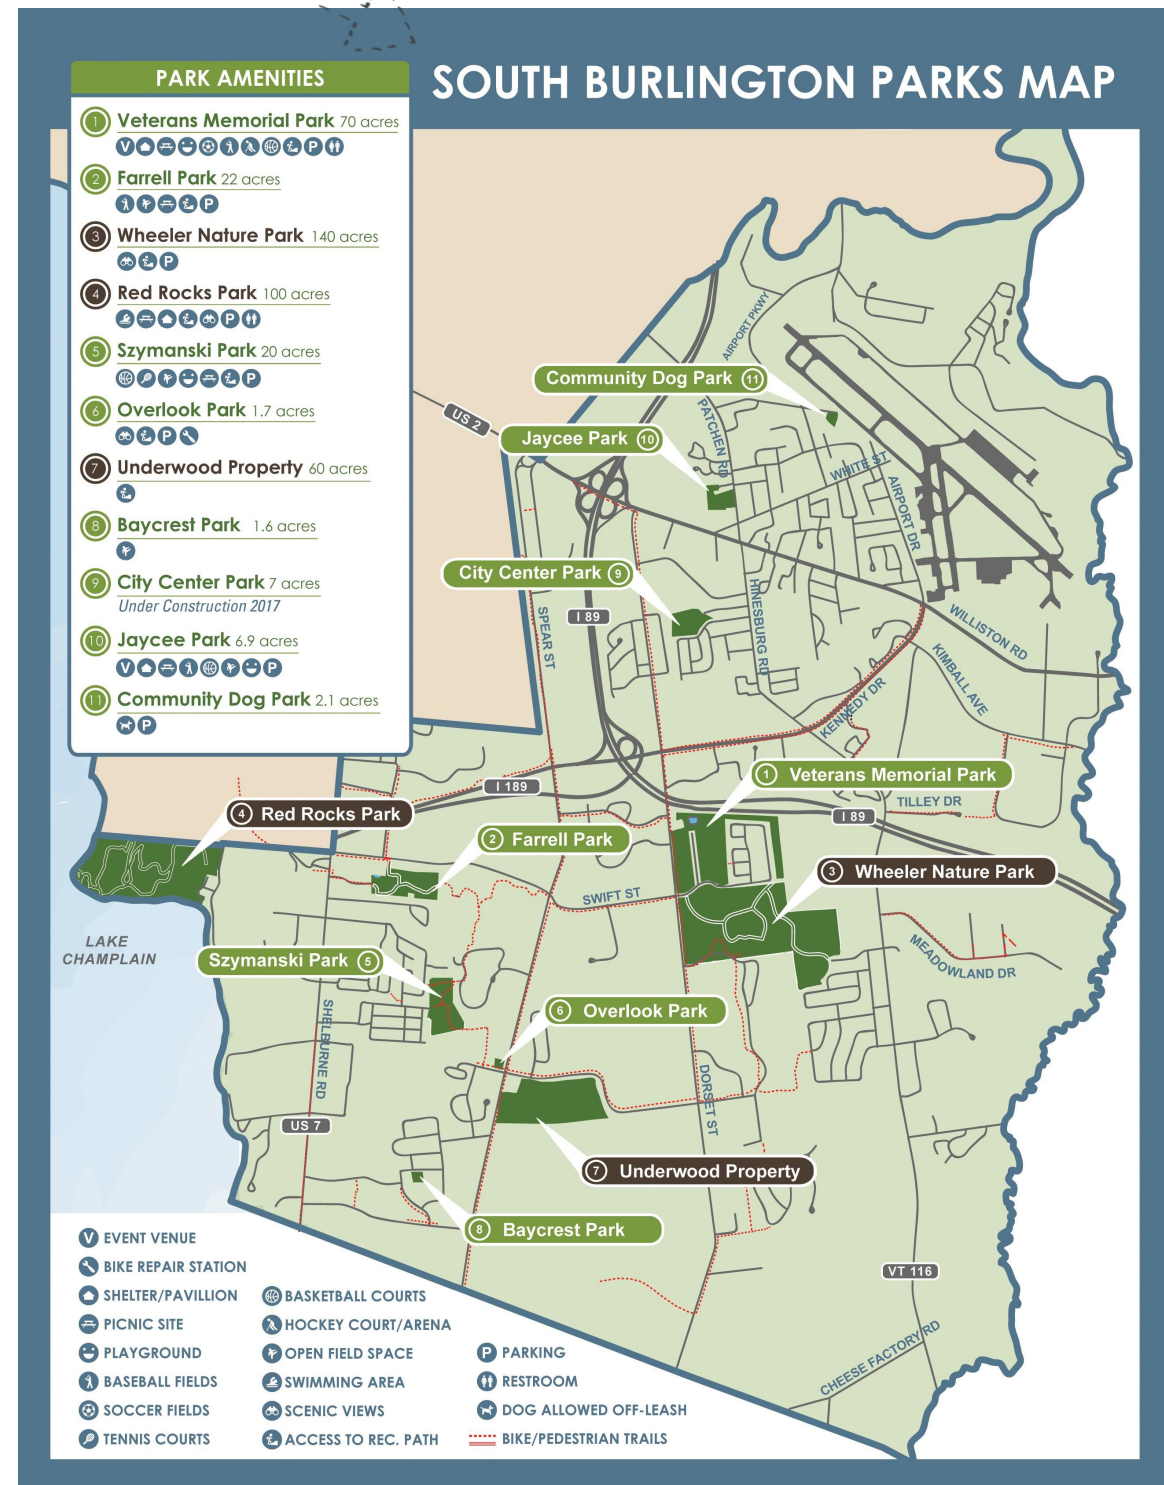 SOUTH BURLINGTON PARKS MAP
PARK AMENITIES
1 Veterans Memorial Park 70 acres
V P
2 Farrell Park 22 acres
P
3 Wheeler Nature Park 140 acres
P
4 Red Rocks Park 100 acres
P
5 Szymanski Park 20 acres
P
6 Overlook Park 1.7 acres
P
7 Underwood Property 60 acres
8 Baycrest Park 1.6 acres
9 City Center Park 7 acres
Under Construction 2017
10 Jaycee Park 6.9 acres
V P
11 Community Dog Park 2.1 acres
P
AIRPORT PKWY
Community Dog Park 11
US 2
PATCHEN RD
Jaycee Park 10
WHITE ST
AIRPORT DR
City Center Park 9
HINESBURG RD
I 89
SPEAR ST
WILLISTON RD
KIMBALL AVE
KENNEDY DR
1 Veterans Memorial Park
I 189
TILLEY DR
4 Red Rocks Park
I 89
2 Farrell Park
3 Wheeler Nature Park
SWIFT ST
LAKE
CHAMPLAIN
MEADOWLAND DR
Szymanski Park 5
6 Overlook Park
SHELBURNE RD
DORSET ST
US 7
7 Underwood Property
8 Baycrest Park
VT 116
CHEESE FACTORY RD
V EVENT VENUE
BIKE REPAIR STATION
SHELTER/PAVILLION
PICNIC SITE
PLAYGROUND
BASEBALL FIELDS
SOCCER FIELDS
TENNIS COURTS
BASKETBALL COURTS
HOCKEY COURT/ARENA
OPEN FIELD SPACE
SWIMMING AREA
SCENIC VIEWS
ACCESS TO REC. PATH
P PARKING
RESTROOM
DOG ALLOWED OFF-LEASH
BIKE/PEDESTRIAN TRAILS